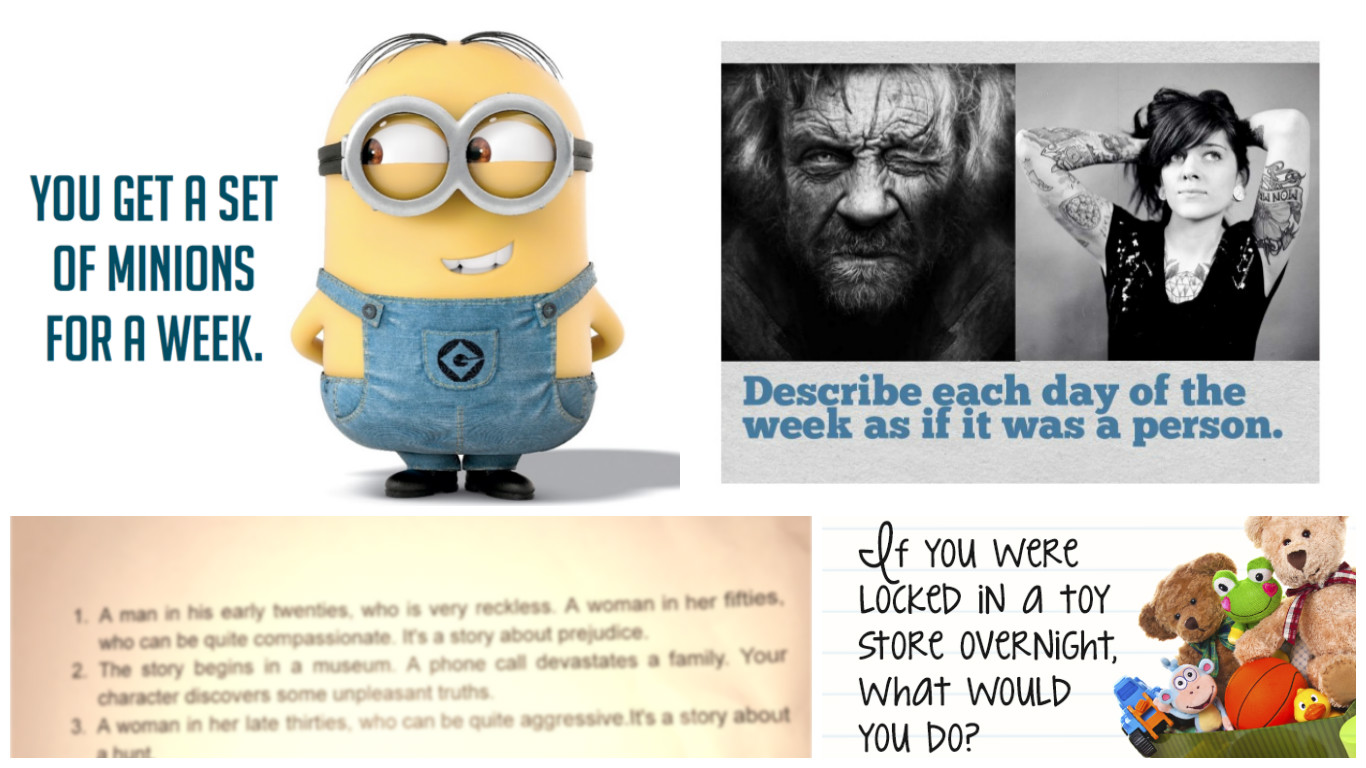 YOU GET A SET
OF MINIONS
FOR A WEEK.
NOW
Describe each day of the
week as if it was a person.
1. A man in his early twenties, who is very reckless. A woman in her fifties,
who can be quite compassionate. It's a story about prejudice.
2. The story begins in a museum. A phone call devastates a family. Your
character discovers some unpleasant truths.
3. A woman in her late thirties, who can be quite aggressive.It's a story about
a hunt.
If you were
locked in a toy
store overnight,
what would
you do?